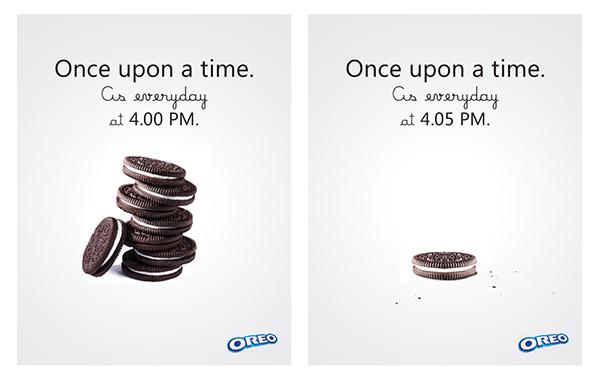 Once upon a time.
As everyday
at 4.00 PM.
OREO
Once upon a time.
As everyday
at 4.05 PM.
OREO